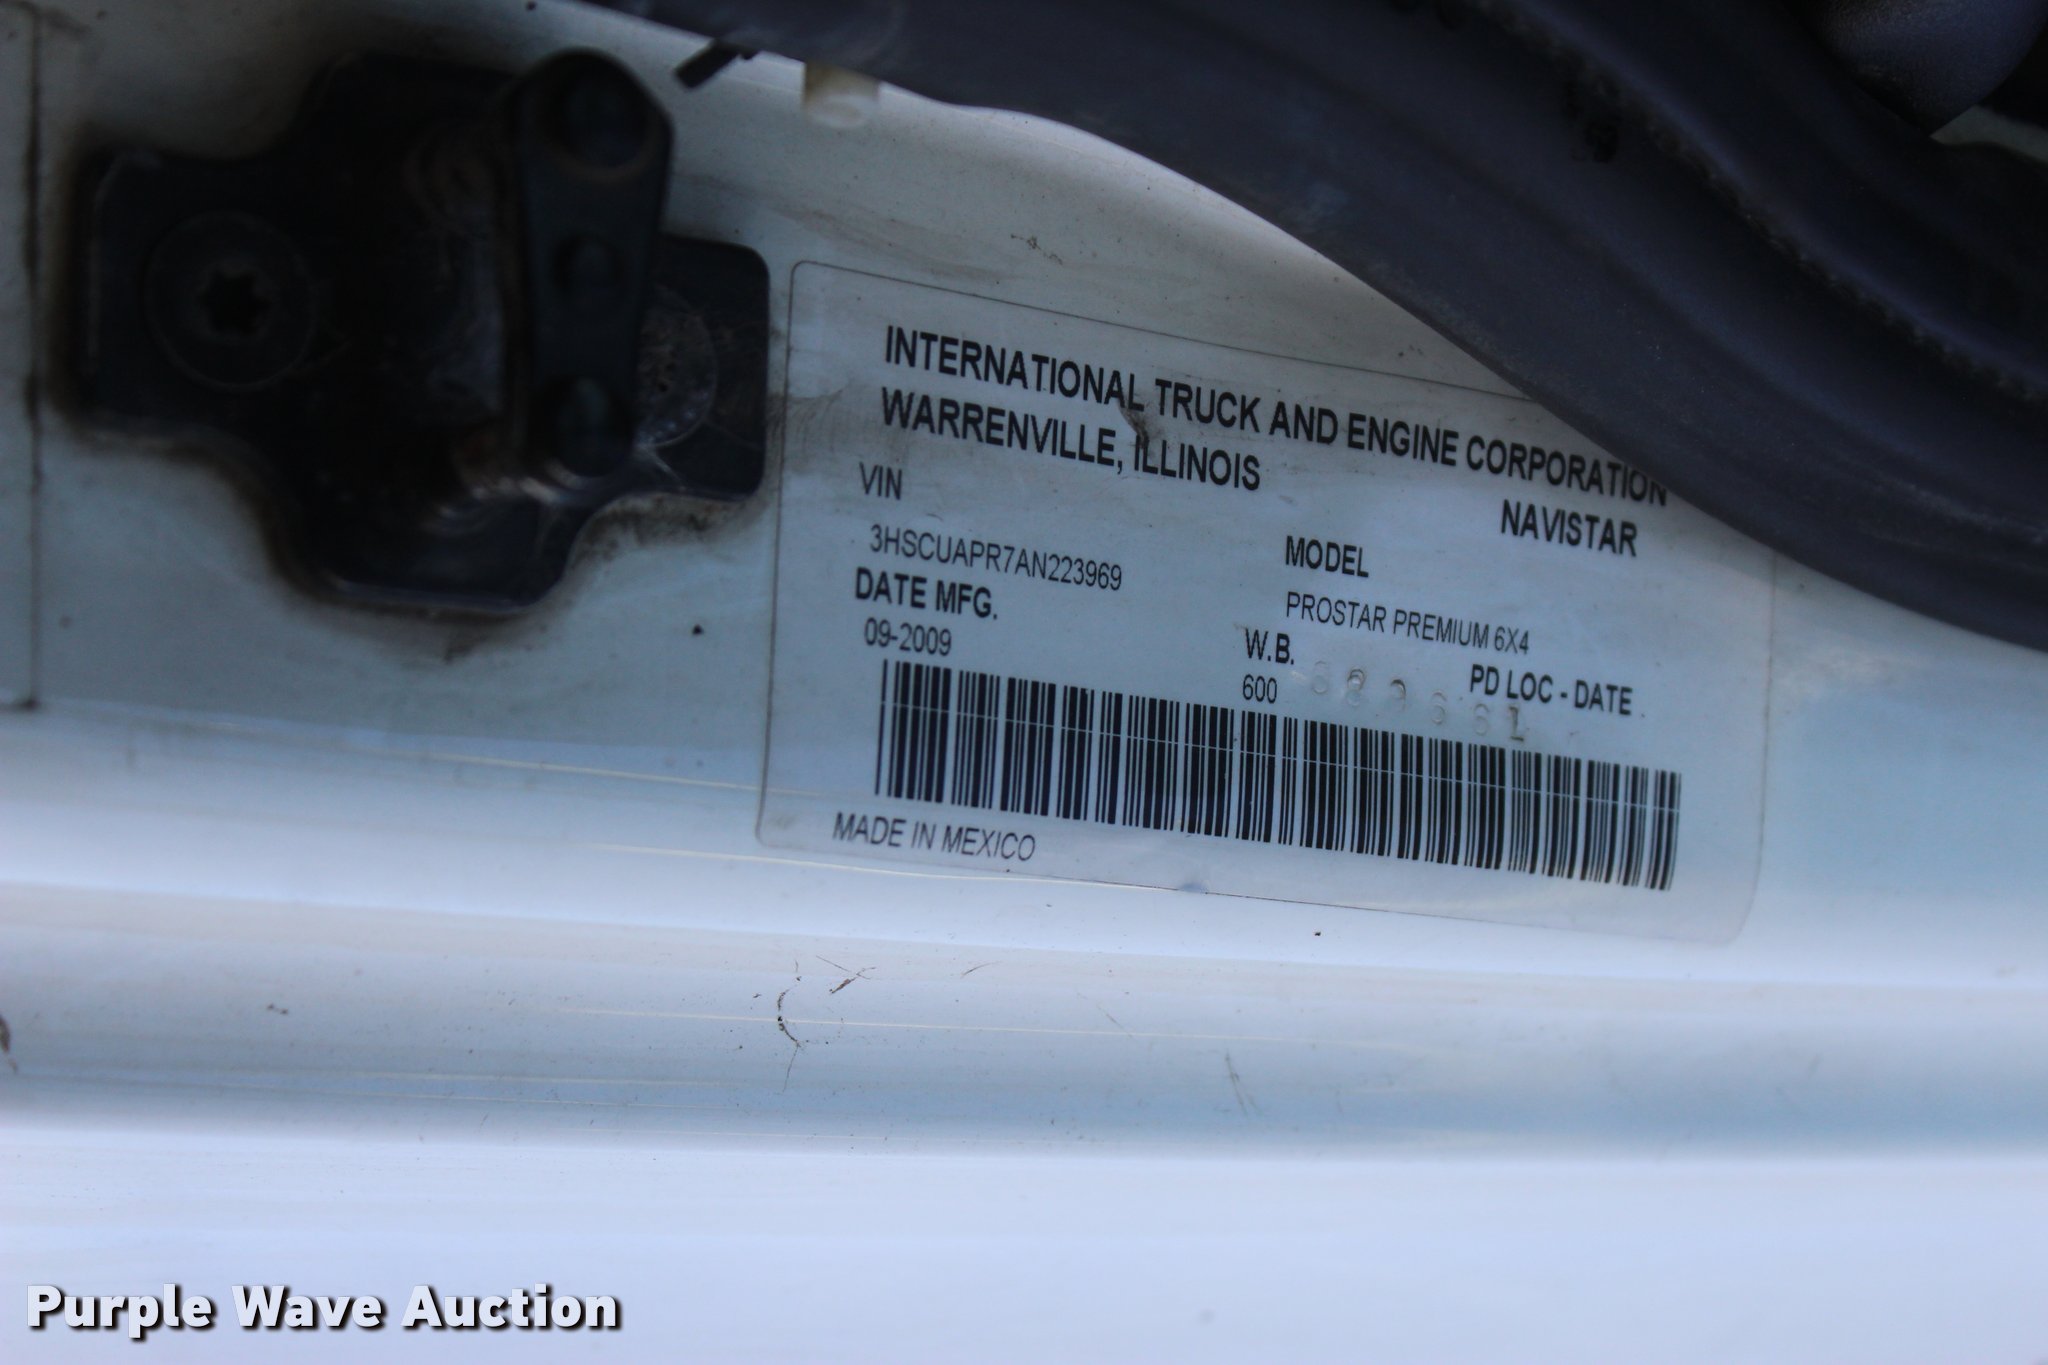 INTERNATIONAL TRUCK AND ENGINE CORPORATION
WARRENVILLE, ILLINOIS
NAVISTAR
VIN
MODEL
3HSCUAPR7AN223969
PROSTAR PREMIUM 6X4
DATE MFG.
W.B.
PD LOC - DATE
09-2009
600
MADE IN MEXICO
Purple Wave Auction